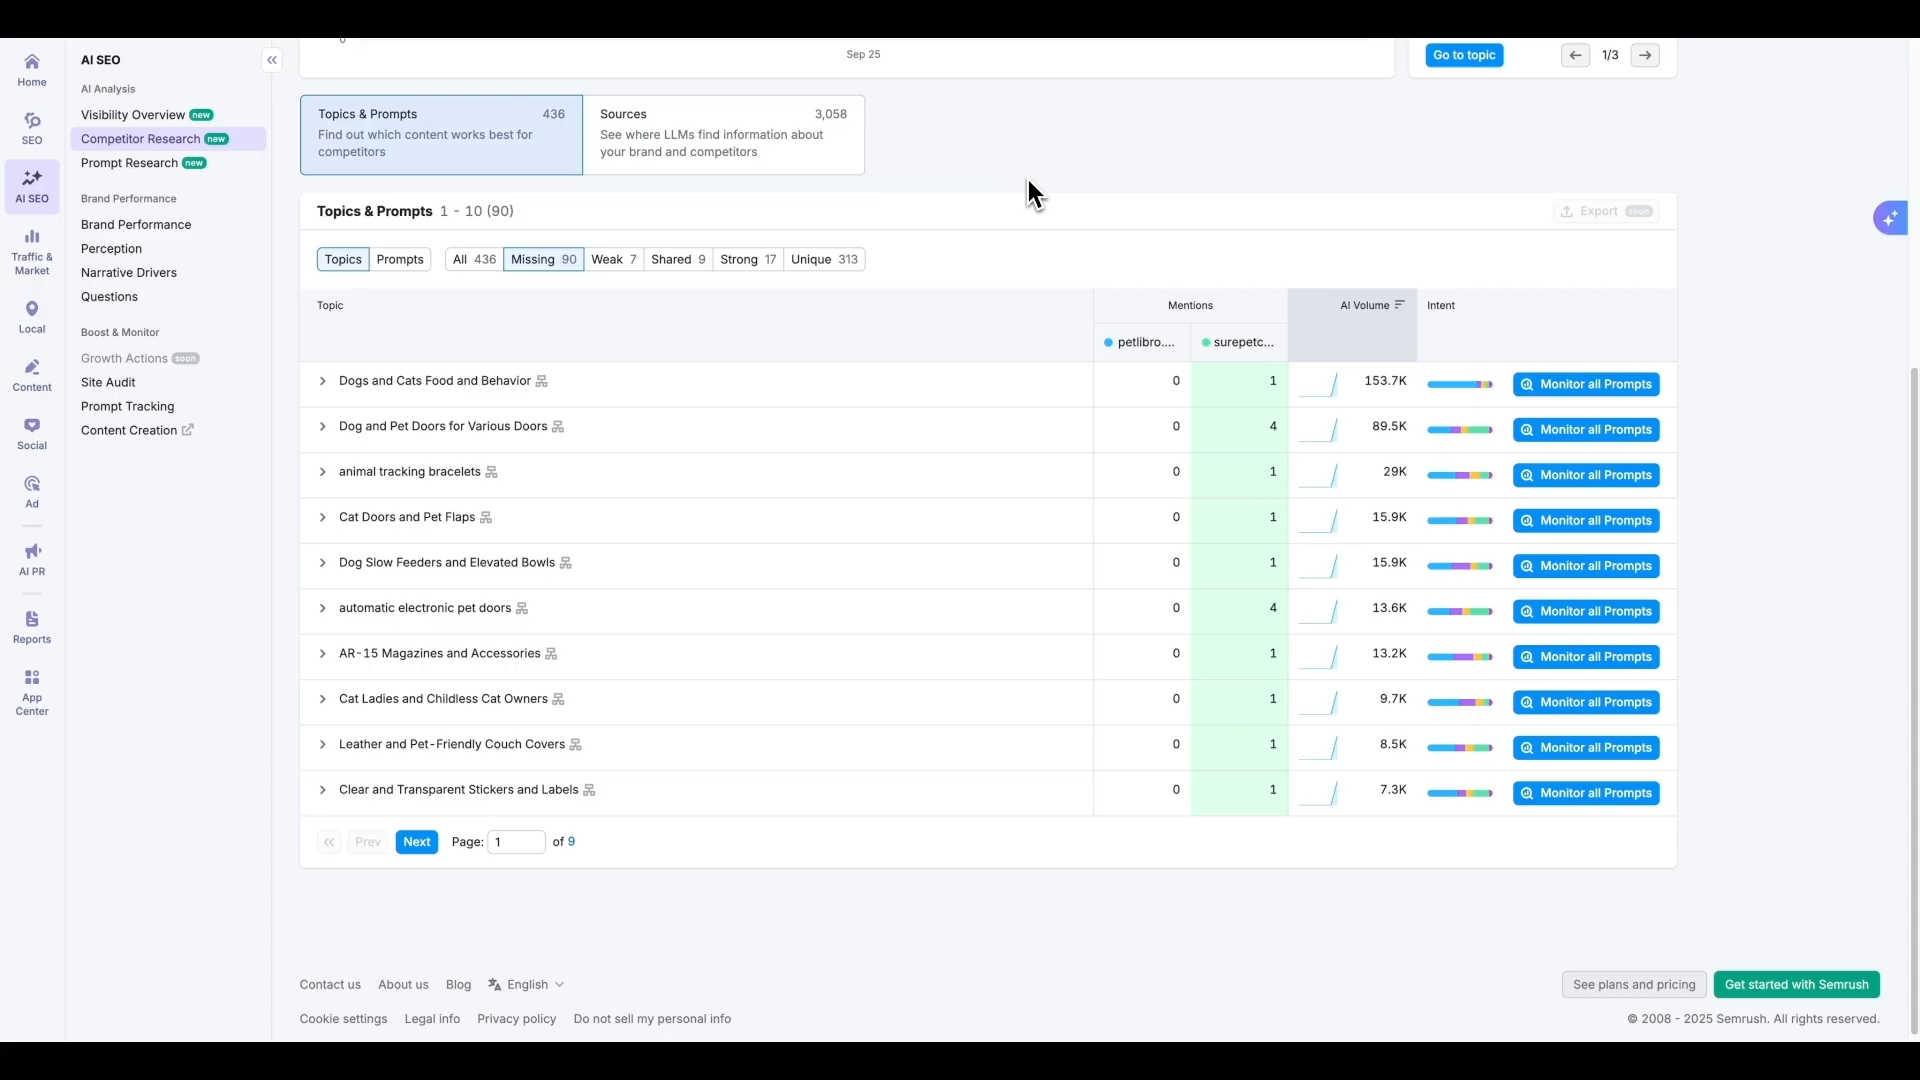 Home
SEO
AI SEO
Traffic &
Market
Local
Content
Social
Ad
AI PR
Reports
App
Center
AI SEO
AI Analysis
Visibility Overview new
Competitor Research new
Prompt Research new
Brand Performance
Brand Performance
Perception
Narrative Drivers
Questions
Boost & Monitor
Growth Actions soon
Site Audit
Prompt Tracking
Content Creation
0
Sep 25
Go to topic
1/3
Topics & Prompts 436
Find out which content works best for
competitors
Sources 3,058
See where LLMs find information about
your brand and competitors
Topics & Prompts 1 - 10 (90)
Export soon
Topics Prompts All 436 Missing 90 Weak 7 Shared 9 Strong 17 Unique 313
Topic Mentions AI Volume Intent
petlibro.... surepetc...
Dogs and Cats Food and Behavior 0 1 153.7K Monitor all Prompts
Dog and Pet Doors for Various Doors 0 4 89.5K Monitor all Prompts
animal tracking bracelets 0 1 29K Monitor all Prompts
Cat Doors and Pet Flaps 0 1 15.9K Monitor all Prompts
Dog Slow Feeders and Elevated Bowls 0 1 15.9K Monitor all Prompts
automatic electronic pet doors 0 4 13.6K Monitor all Prompts
AR-15 Magazines and Accessories 0 1 13.2K Monitor all Prompts
Cat Ladies and Childless Cat Owners 0 1 9.7K Monitor all Prompts
Leather and Pet-Friendly Couch Covers 0 1 8.5K Monitor all Prompts
Clear and Transparent Stickers and Labels 0 1 7.3K Monitor all Prompts
Prev Next Page: 1 of 9
Contact us About us Blog English
See plans and pricing Get started with Semrush
Cookie settings Legal info Privacy policy Do not sell my personal info
© 2008 - 2025 Semrush. All rights reserved.